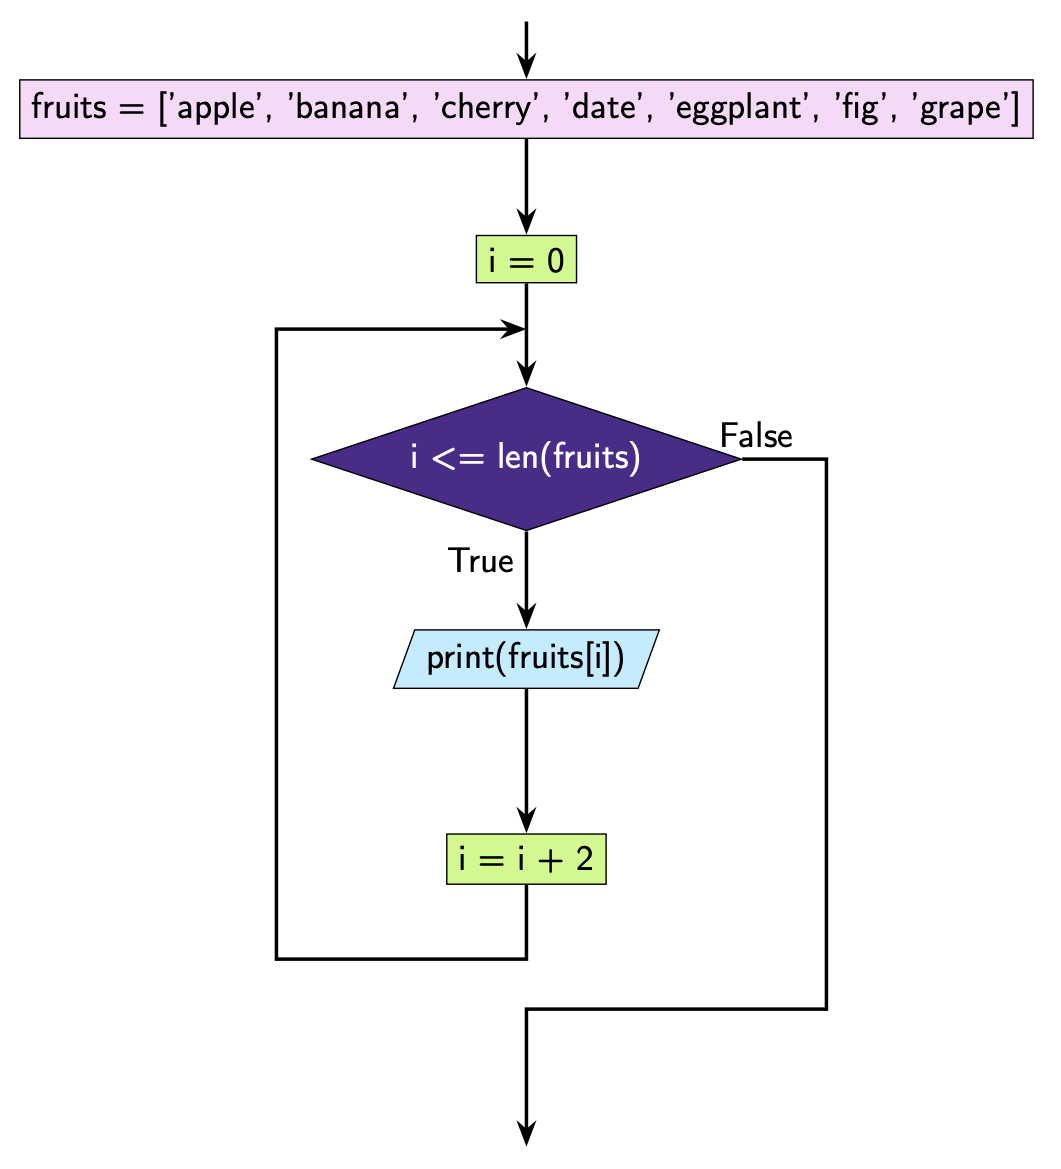 fruits = ['apple', 'banana', 'cherry', 'date', 'eggplant', 'fig', 'grape']
i = 0
i <= len(fruits)
False
True
print(fruits[i])
i = i + 2